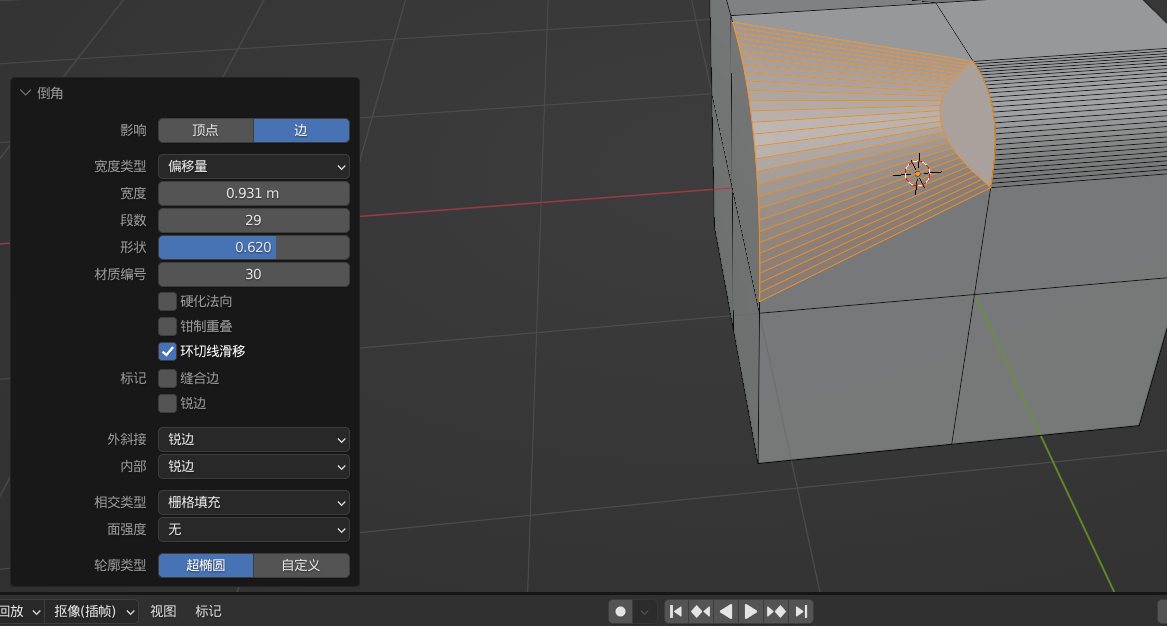 倒角
影响 顶点 边
宽度类型 偏移量
宽度 0.931 m
段数 29
形状 0.620
材质编号 30
硬化法向
钳制重叠
环切线滑移
标记 缝合边
锐边
外斜接 锐边
内部 锐边
相交类型 栅格填充
面强度 无
轮廓类型 超椭圆 自定义
回放 抠像(插帧) 视图 标记